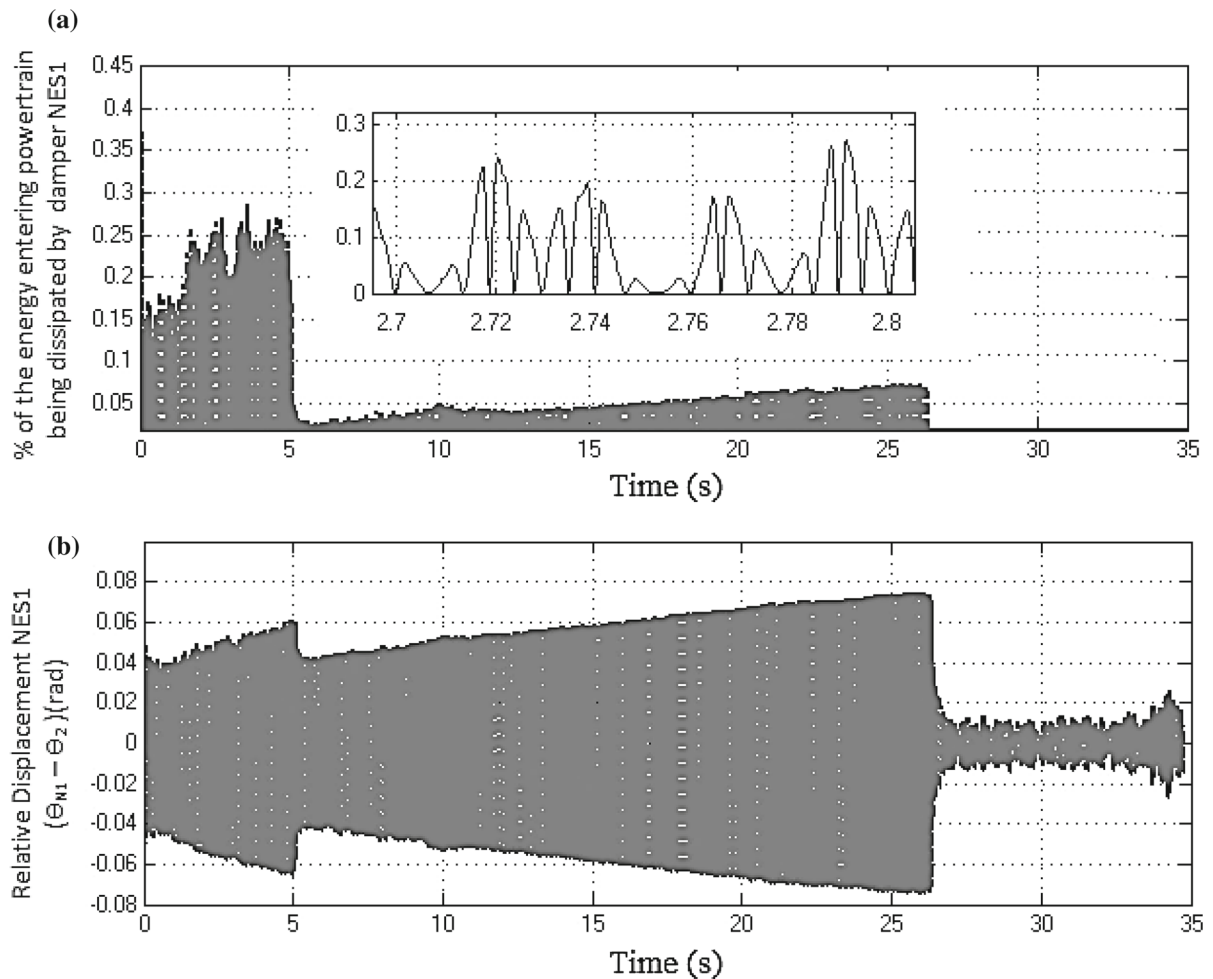 (a)
% of the energy entering powertrain
being dissipated by damper NES1
0.45
0.4
0.35
0.3
0.25
0.2
0.15
0.1
0.05
0.3
0.2
0.1
0
2.7 2.72 2.74 2.76 2.78 2.8
0 5 10 15 20 25 30 35
Time (s)
(b)
Relative Displacement NES1
(ΘN1 − Θ2)(rad)
0.08
0.06
0.04
0.02
0
-0.02
-0.04
-0.06
-0.08
0 5 10 15 20 25 30 35
Time (s)